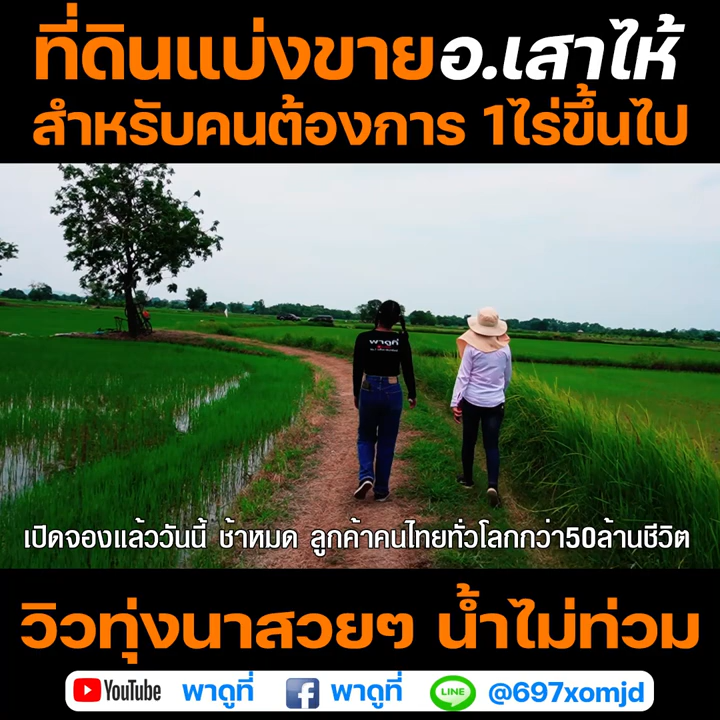 ที่ดินแบ่งขายอ.เสาไห้
สำหรับคนต้องการ 1ไร่ขึ้นไป
พาดูที่
เปิดจองแล้ววันนี้ ช้าหมด ลูกค้าคนไทยทั่วโลกกว่า50ล้านชีวิต
วิวทุ่งนาสวยๆ น้ำไม่ท่วม
YouTube พาดูที่ พาดูที่ LINE @697xomjd